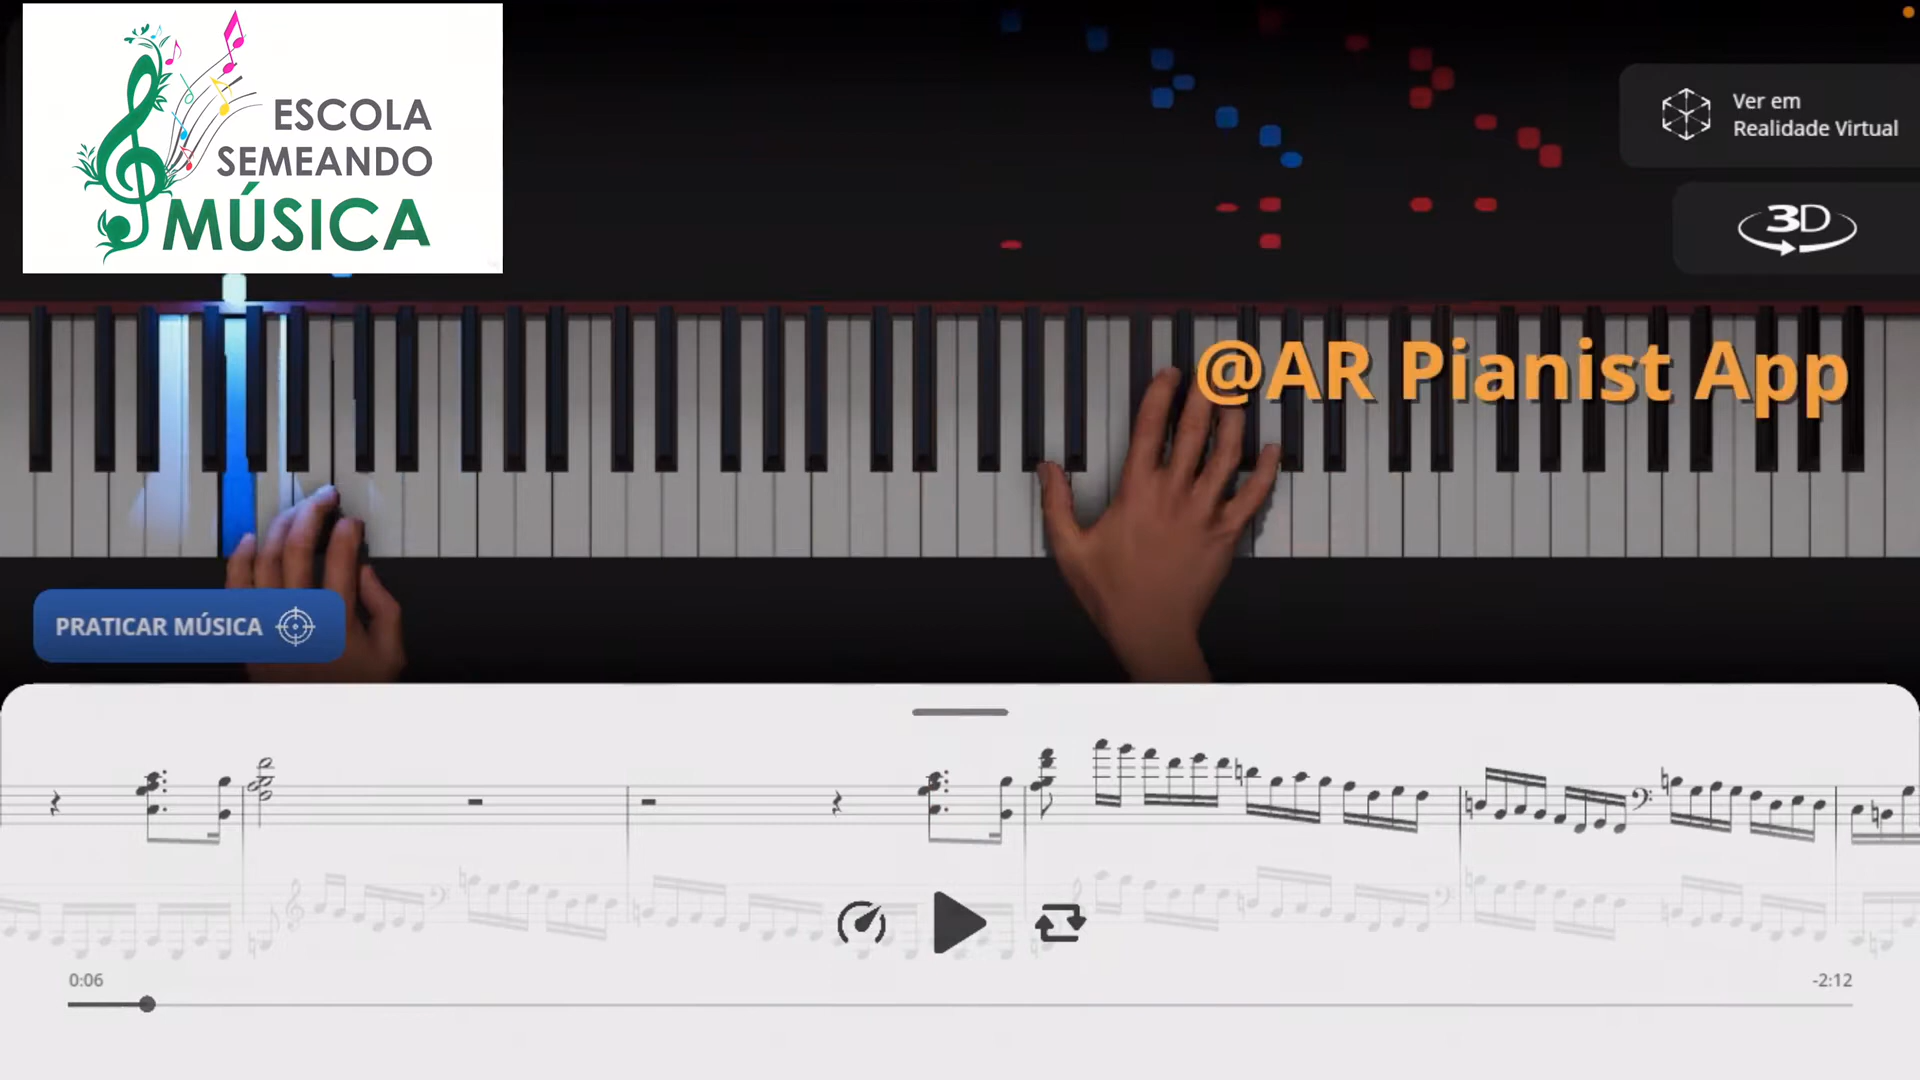 ESCOLA
SEMEANDO
MÚSICA
Ver em
Realidade Virtual
3D
@AR Pianist App
PRATICAR MÚSICA
0:06
-2:12